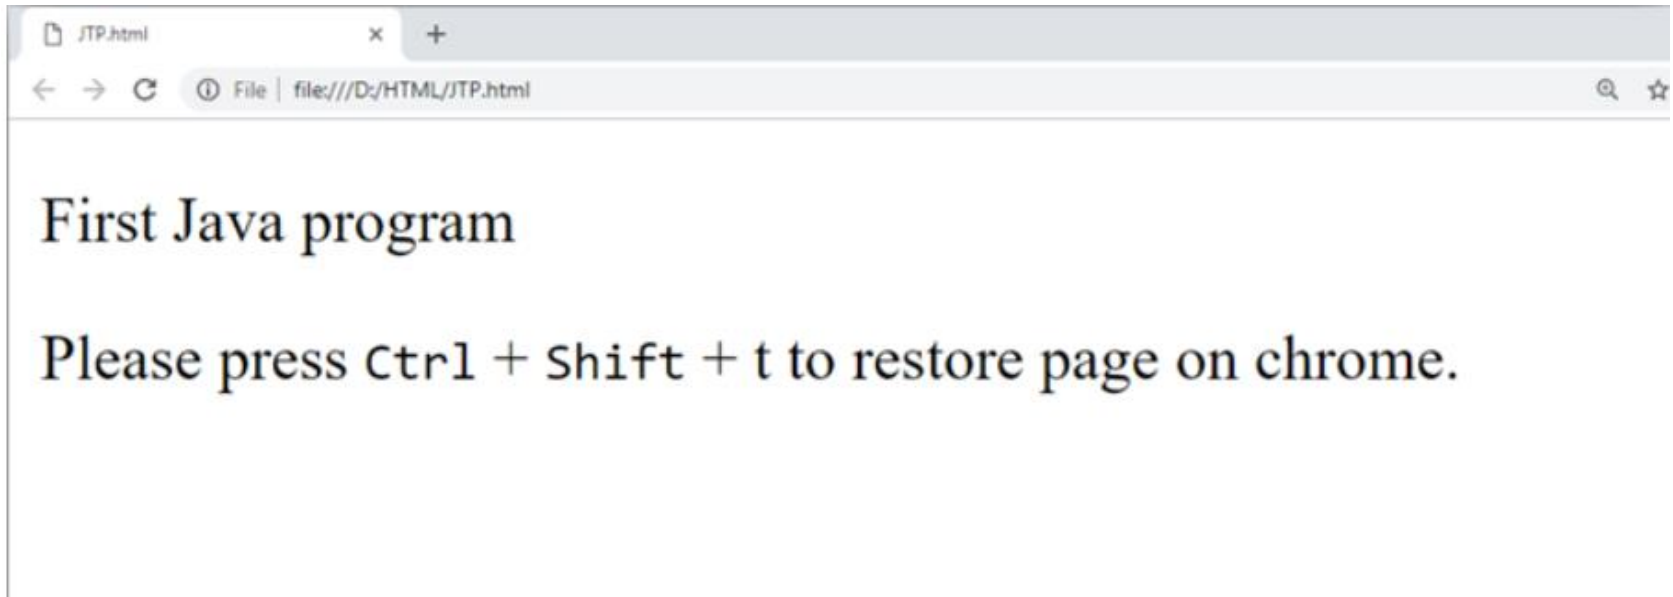 JTP.html
File | file:///D:/HTML/JTP.html
First Java program
Please press Ctrl + Shift + t to restore page on chrome.